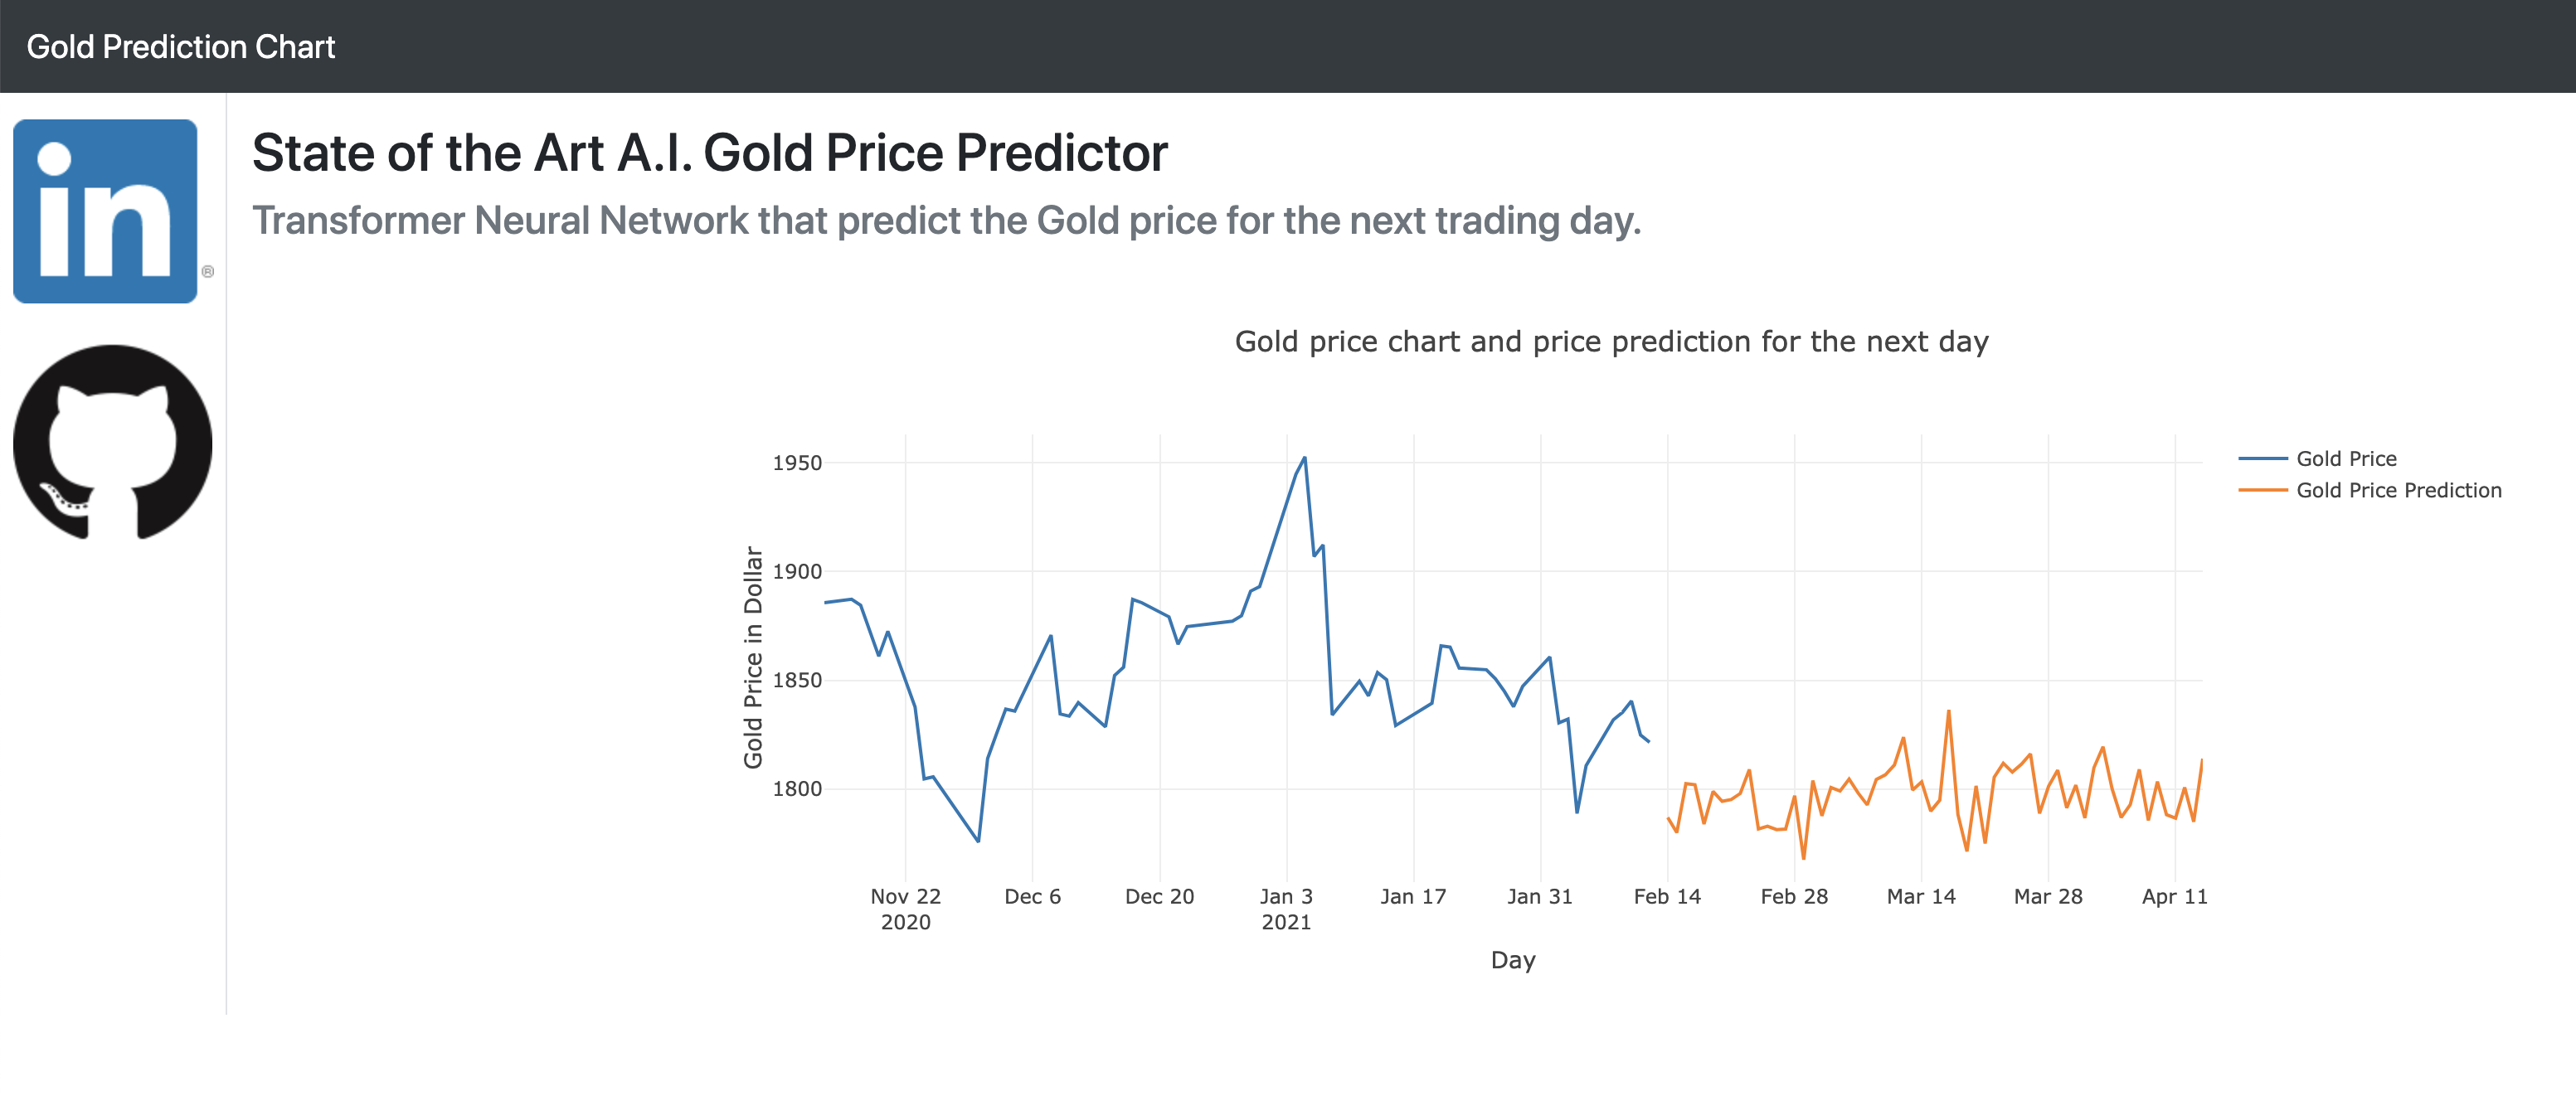 Gold Prediction Chart
in
®
State of the Art A.I. Gold Price Predictor
Transformer Neural Network that predict the Gold price for the next trading day.
Gold price chart and price prediction for the next day
Gold Price
Gold Price Prediction
Gold Price in Dollar
1950
1900
1850
1800
Nov 22 Dec 6 Dec 20 Jan 3 Jan 17 Jan 31 Feb 14 Feb 28 Mar 14 Mar 28 Apr 11
2020 2021
Day